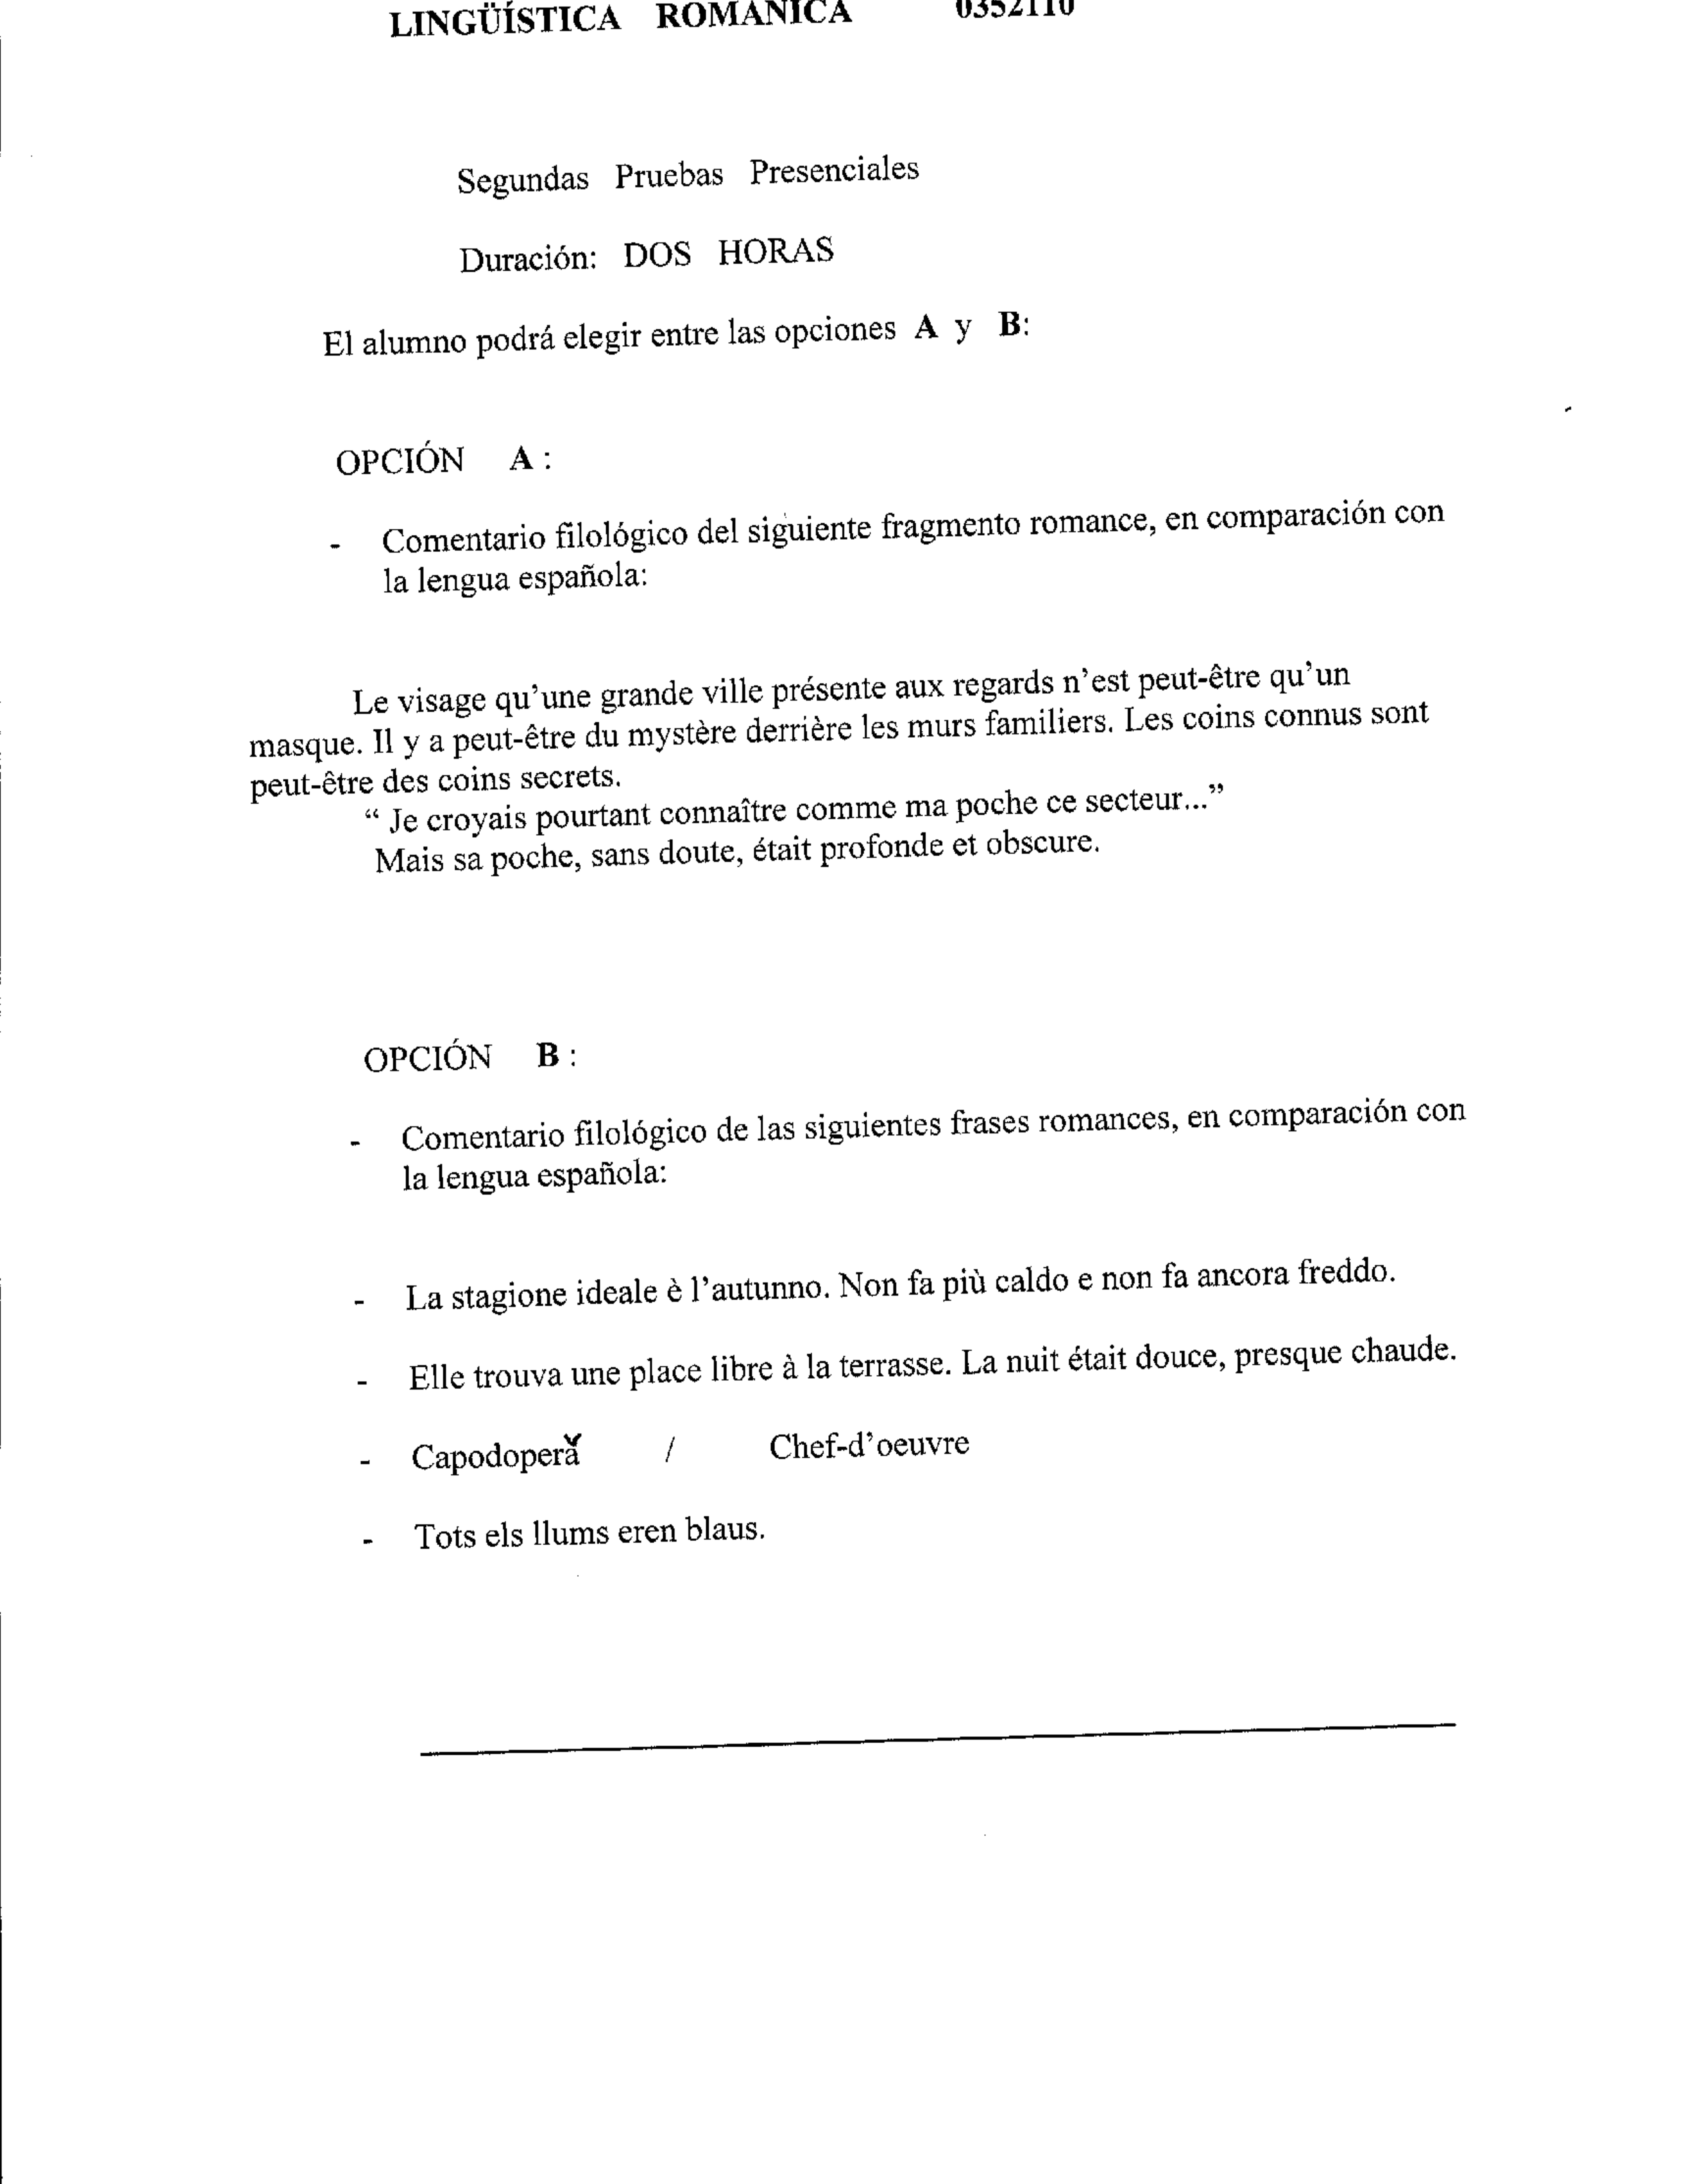 LINGÜÍSTICA ROMÁNICA 0352110
Segundas Pruebas Presenciales
Duración: DOS HORAS
El alumno podrá elegir entre las opciones A y B:
OPCIÓN A :
- Comentario filológico del siguiente fragmento romance, en comparación con
la lengua española:
Le visage qu'une grande ville présente aux regards n'est peut-être qu'un
masque. Il y a peut-être du mystère derrière les murs familiers. Les coins connus sont
peut-être des coins secrets.
“ Je croyais pourtant connaître comme ma poche ce secteur...”
Mais sa poche, sans doute, était profonde et obscure.
OPCIÓN B :
- Comentario filológico de las siguientes frases romances, en comparación con
la lengua española:
- La stagione ideale è l'autunno. Non fa più caldo e non fa ancora freddo.
- Elle trouva une place libre à la terrasse. La nuit était douce, presque chaude.
- Capodoperă / Chef-d'oeuvre
- Tots els llums eren blaus.